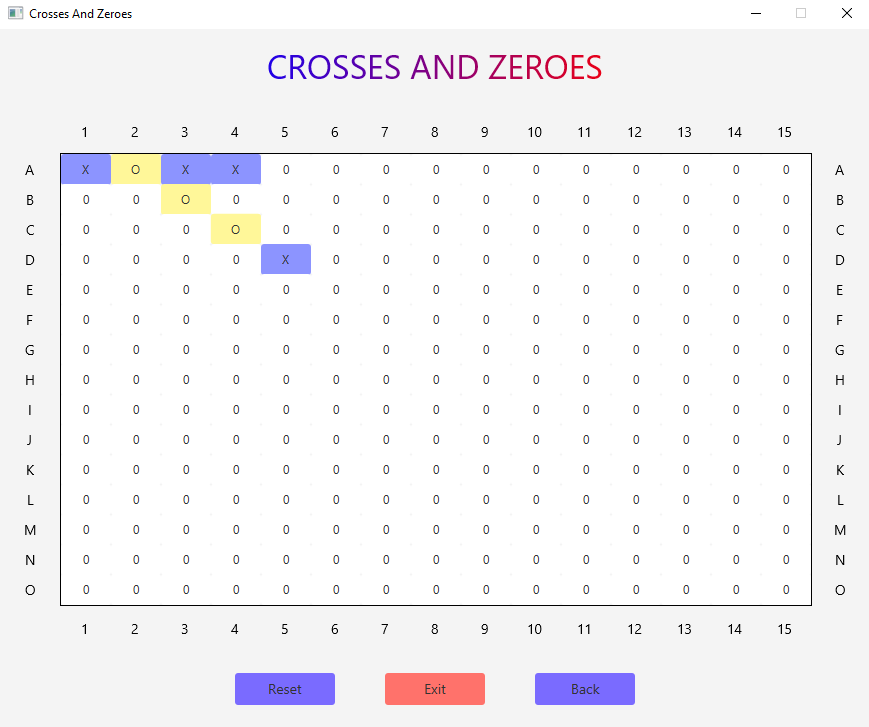 Crosses And Zeroes
CROSSES AND ZEROES
1 2 3 4 5 6 7 8 9 10 11 12 13 14 15
A X O X X 0 0 0 0 0 0 0 0 0 0 0 A
B 0 0 O 0 0 0 0 0 0 0 0 0 0 0 0 B
C 0 0 0 O 0 0 0 0 0 0 0 0 0 0 0 C
D 0 0 0 0 X 0 0 0 0 0 0 0 0 0 0 D
E 0 0 0 0 0 0 0 0 0 0 0 0 0 0 0 E
F 0 0 0 0 0 0 0 0 0 0 0 0 0 0 0 F
G 0 0 0 0 0 0 0 0 0 0 0 0 0 0 0 G
H 0 0 0 0 0 0 0 0 0 0 0 0 0 0 0 H
I 0 0 0 0 0 0 0 0 0 0 0 0 0 0 0 I
J 0 0 0 0 0 0 0 0 0 0 0 0 0 0 0 J
K 0 0 0 0 0 0 0 0 0 0 0 0 0 0 0 K
L 0 0 0 0 0 0 0 0 0 0 0 0 0 0 0 L
M 0 0 0 0 0 0 0 0 0 0 0 0 0 0 0 M
N 0 0 0 0 0 0 0 0 0 0 0 0 0 0 0 N
O 0 0 0 0 0 0 0 0 0 0 0 0 0 0 0 O
1 2 3 4 5 6 7 8 9 10 11 12 13 14 15
Reset Exit Back